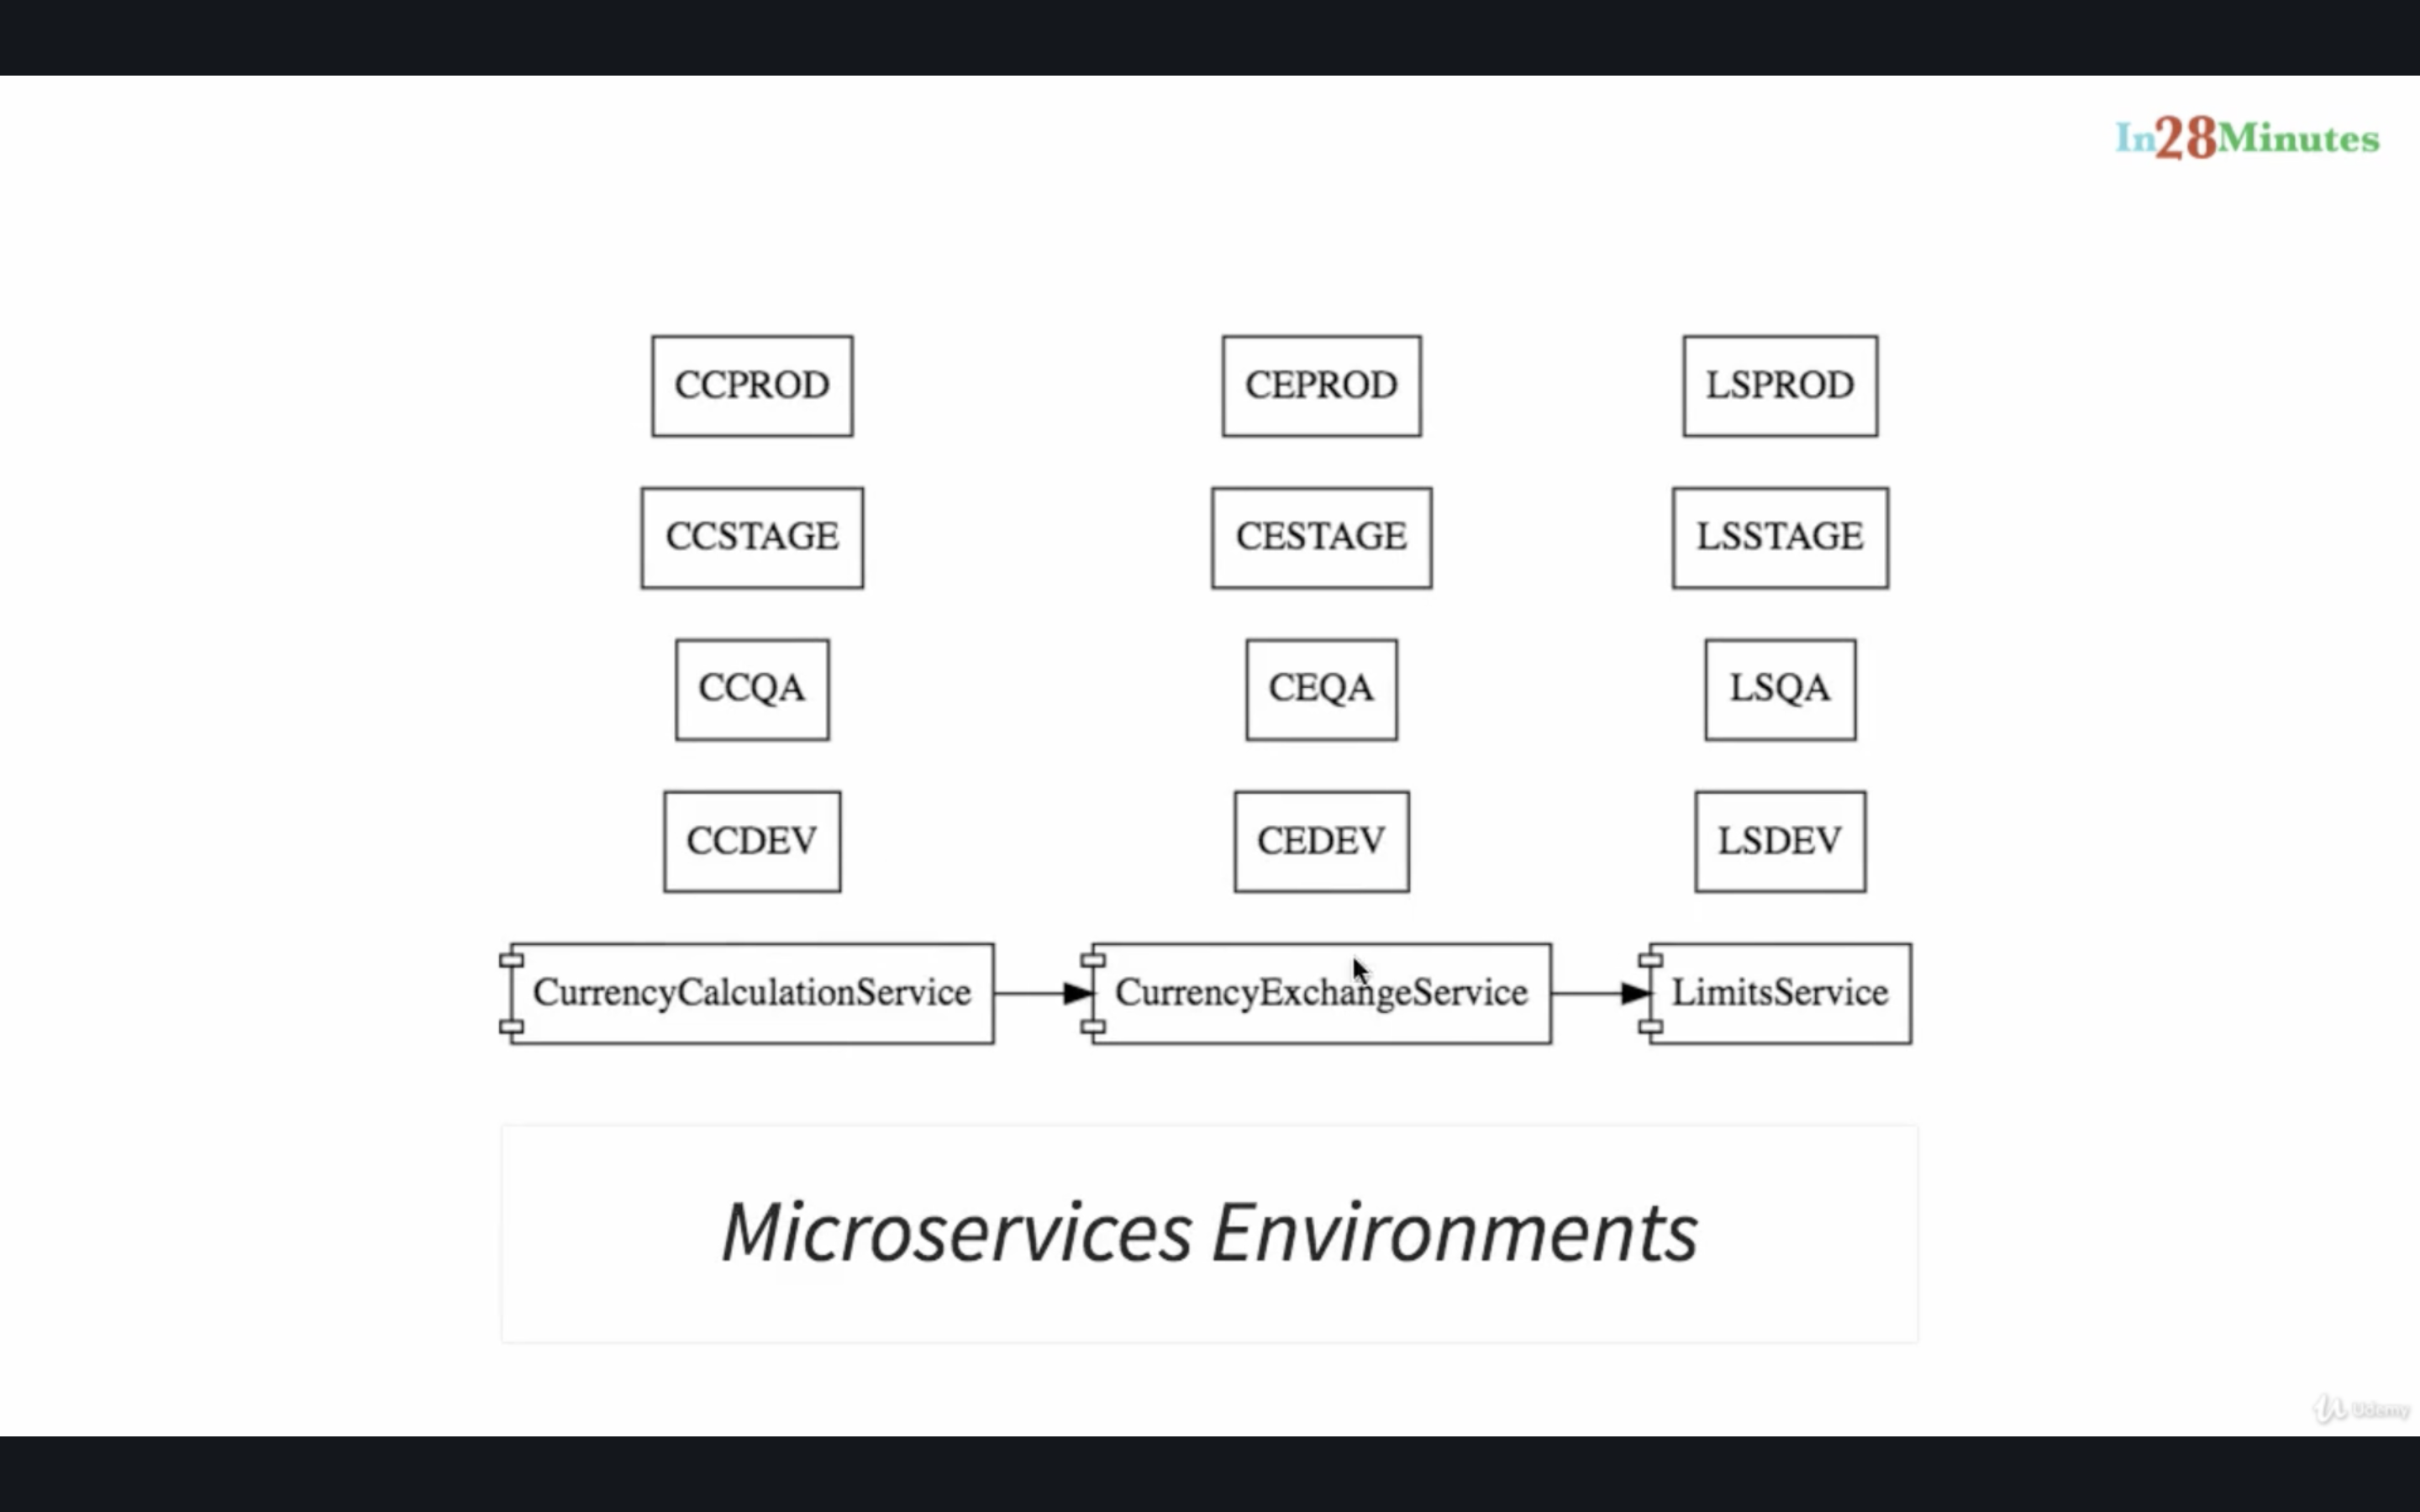 In28Minutes
CCPROD CEPROD LSPROD
CCSTAGE CESTAGE LSSTAGE
CCQA CEQA LSQA
CCDEV CEDEV LSDEV
CurrencyCalculationService CurrencyExchangeService LimitsService
Microservices Environments
Udemy